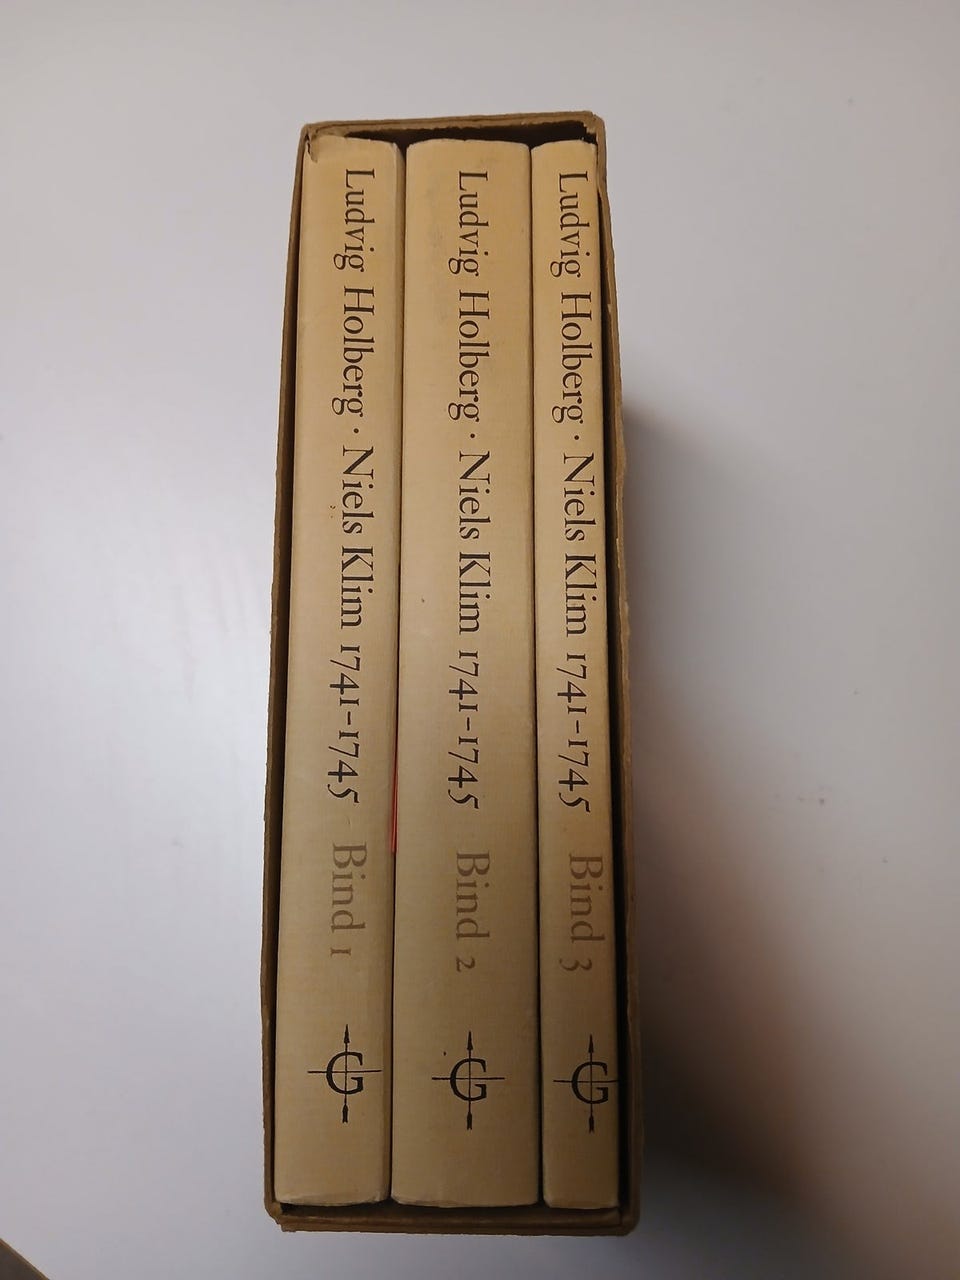 Ludvig Holberg · Niels Klim 1741–1745 Bind 1 G
Ludvig Holberg · Niels Klim 1741–1745 Bind 2 G
Ludvig Holberg · Niels Klim 1741–1745 Bind 3 G